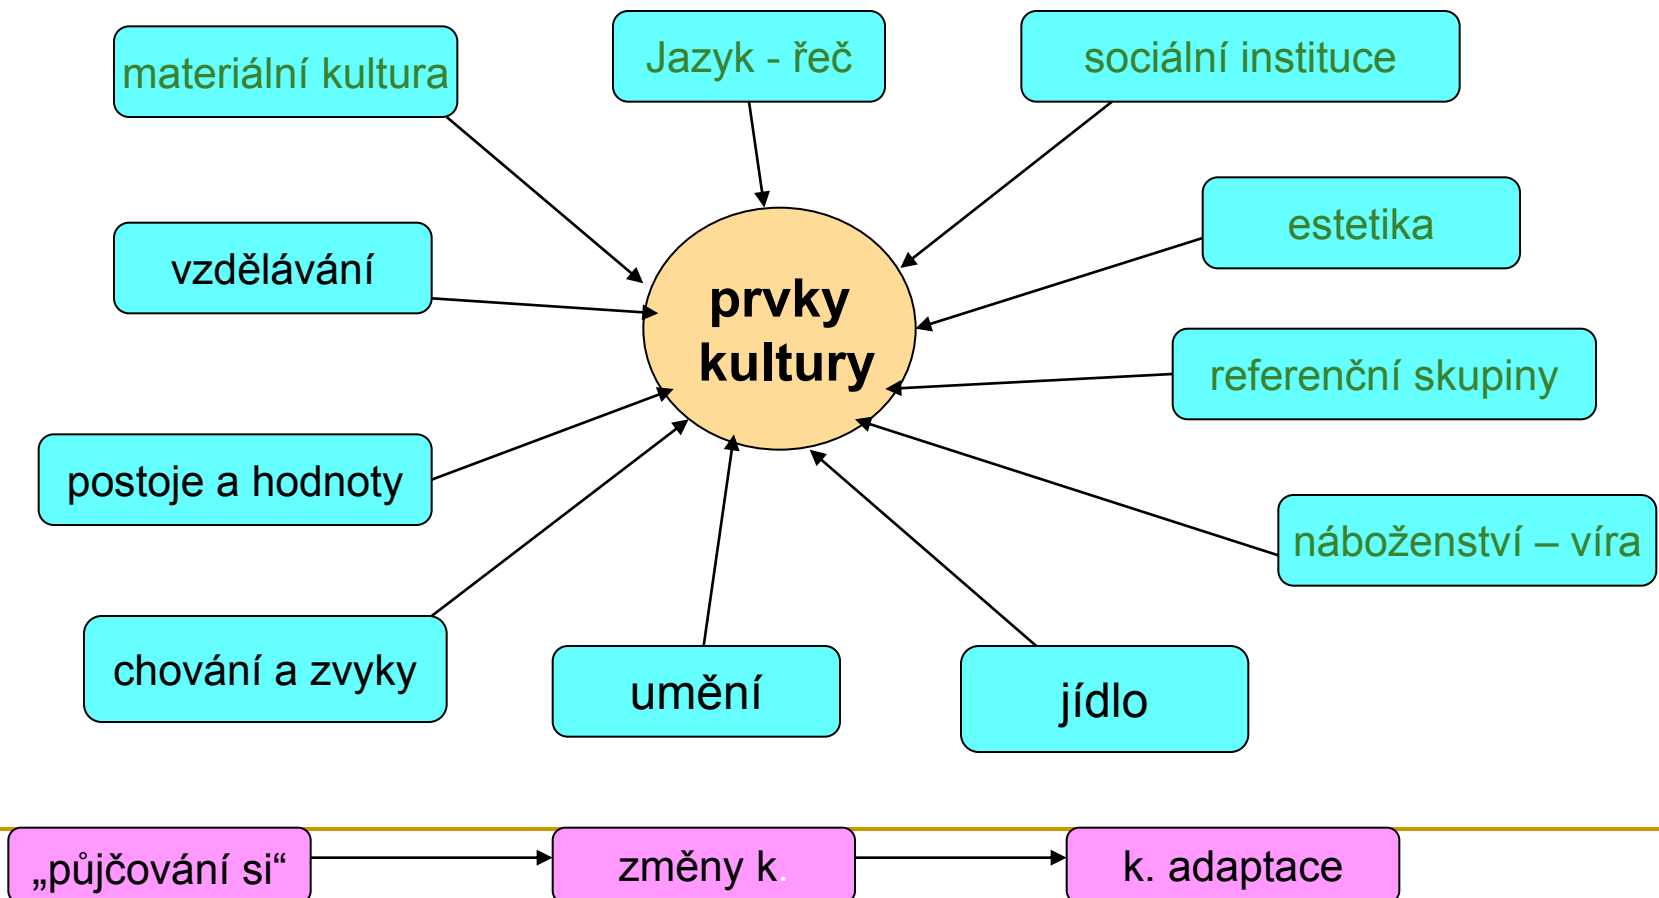 materiální kultura
Jazyk - řeč
sociální instituce
estetika
vzdělávání
prvky
kultury
referenční skupiny
postoje a hodnoty
náboženství – víra
chování a zvyky
umění
jídlo
„půjčování si“
změny k.
k. adaptace